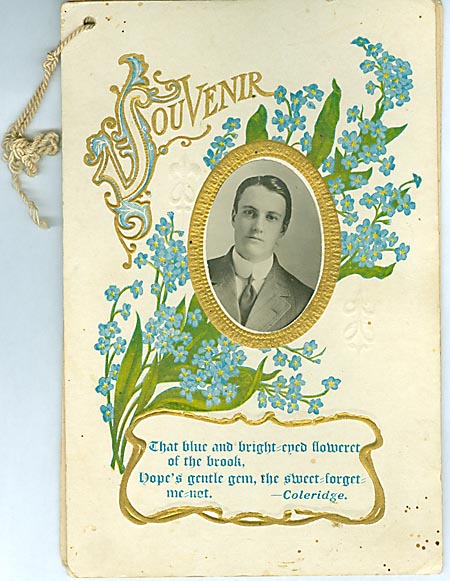 SOUVENIR
That blue and bright-eyed floweret
of the brook,
Hope's gentle gem, the sweet forget-
me-not. —Coleridge.